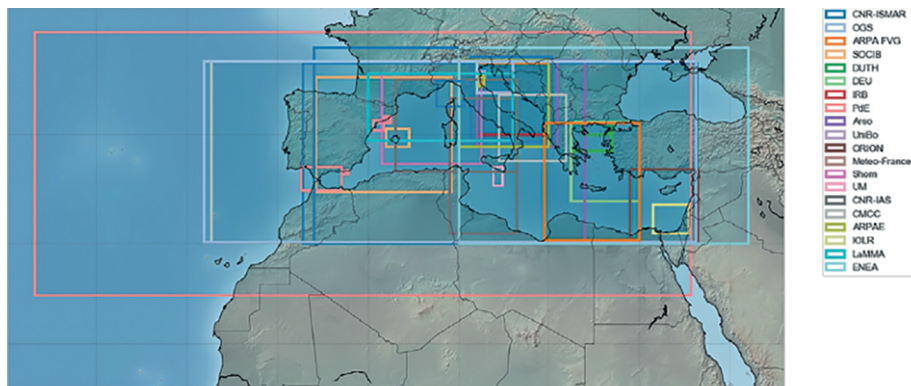 CNR-ISMAR
OGS
ARPA FVG
SOCIB
DUTH
DEU
IRB
PdE
Arso
UniBo
ORION
Meteo-France
Shom
UM
CNR-IAS
CMCC
ARPAE
IOLR
LaMMA
ENEA